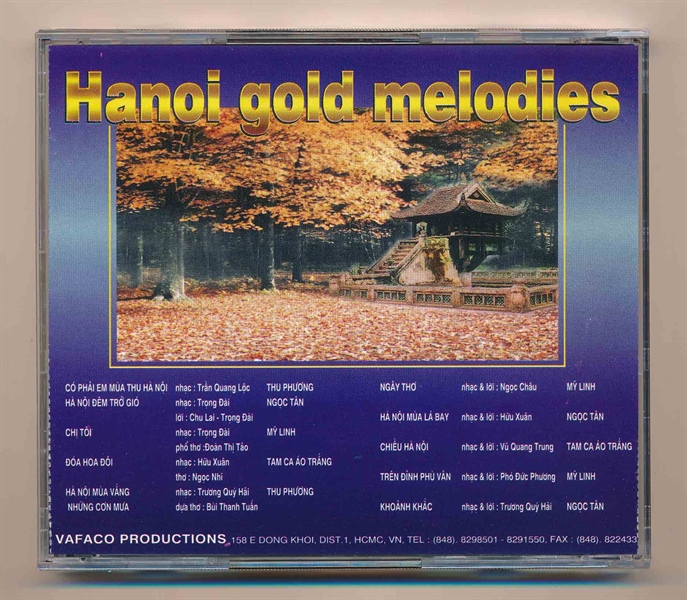 Hanoi gold melodies
CÓ PHẢI EM MÙA THU HÀ NỘI nhạc : Trần Quang Lộc THU PHƯƠNG
HÀ NỘI ĐÊM TRỞ GIÓ nhạc : Trọng Đài NGỌC TÂN
lời : Chu Lai - Trọng Đài
CHỊ TÔI nhạc : Trọng Đài MỸ LINH
phổ thơ :Đoàn Thị Tảo
ĐÓA HOA ĐÔI nhạc : Hữu Xuân TAM CA ÁO TRẮNG
thơ : Ngọc Nhĩ
HÀ NỘI MÙA VẮNG nhạc : Trương Quý Hải THU PHƯƠNG
NHỮNG CƠN MƯA dựa thơ : Bùi Thanh Tuấn
NGÂY THƠ nhạc & lời : Ngọc Châu MỸ LINH
HÀ NỘI MÙA LÁ BAY nhạc & lời : Hữu Xuân NGỌC TÂN
CHIỀU HÀ NỘI nhạc & lời : Vũ Quang Trung TAM CA ÁO TRẮNG
TRÊN ĐỈNH PHÙ VÂN nhạc & lời : Phó Đức Phương MỸ LINH
KHOẢNH KHẮC nhạc & lời : Trương Quý Hải NGỌC TÂN
VAFACO PRODUCTIONS 158 E DONG KHOI, DIST.1, HCMC, VN, TEL : (848). 8298501 - 8291550, FAX : (848). 822433